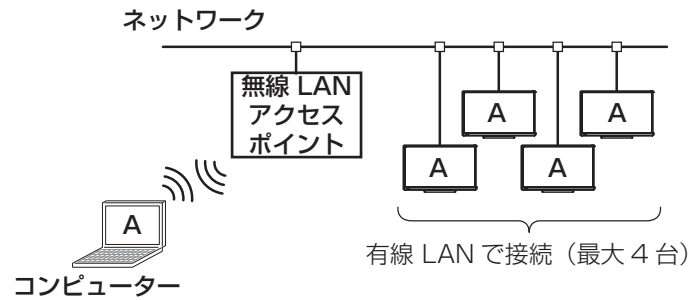 ネットワーク
無線 LAN
アクセス
ポイント
A
A
A
A
A
有線 LAN で接続（最大 4 台）
コンピューター